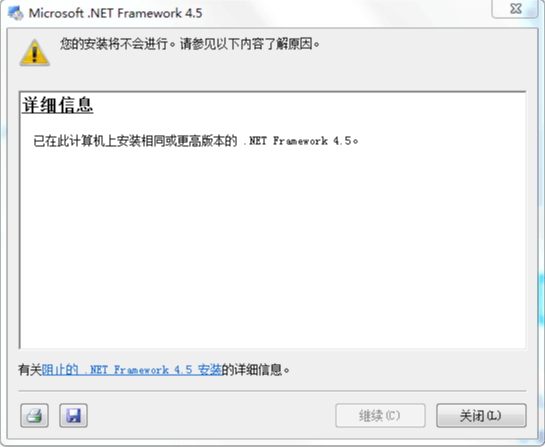 Microsoft .NET Framework 4.5
您的安装将不会进行。请参见以下内容了解原因。
详细信息
已在此计算机上安装相同或更高版本的 .NET Framework 4.5。
有关阻止的 .NET Framework 4.5 安装的详细信息。
继续(C)
关闭(L)